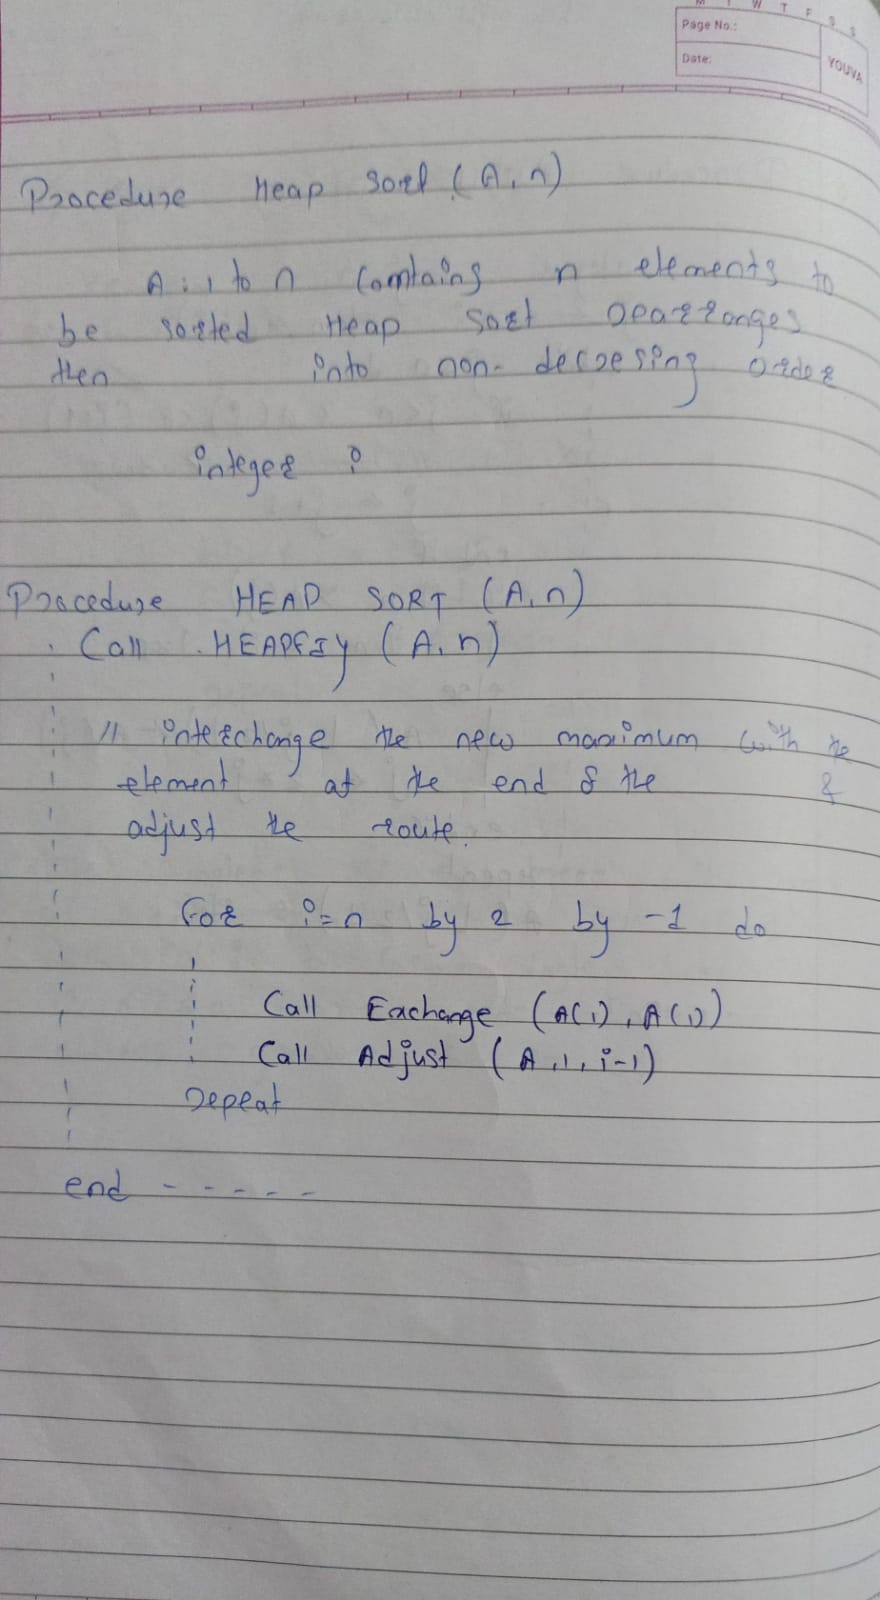 M T W T F S S
Page No.:
Date:
YOUVA
Procedure Heap Sort (A,n)
A:1 to n Contains n elements to
be sorted Heap Sort rearranges
then into non-decresing order
integer i
Procedure HEAP SORT (A,n)
Call HEAPFIY (A,n)
// interchange the new maximum with the
element at the end of the &
adjust the route.
For i=n by 2 by -1 do
Call Exchange (A(1), A(1))
Call Adjust (A,1,i-1)
repeat
end - - - - -